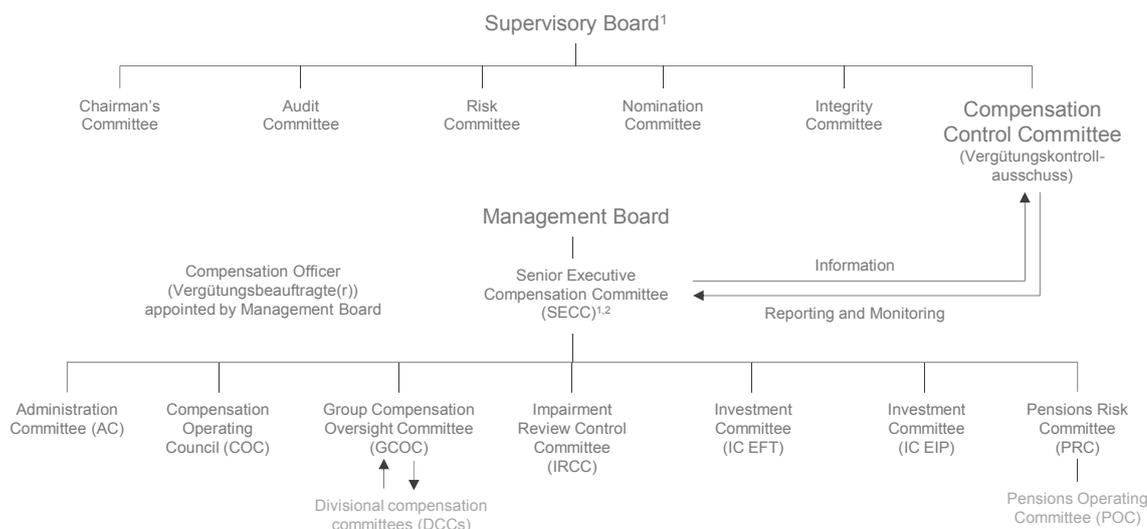 Supervisory Board¹
Chairman's
Committee
Audit
Committee
Risk
Committee
Nomination
Committee
Integrity
Committee
Compensation
Control Committee
(Vergütungskontroll-
ausschuss)
Management Board
Compensation Officer
(Vergütungsbeauftragte(r))
appointed by Management Board
Senior Executive
Compensation Committee
(SECC)¹,²
Information
Reporting and Monitoring
Administration
Committee (AC)
Compensation
Operating
Council (COC)
Group Compensation
Oversight Committee
(GCOC)
Impairment
Review Control
Committee
(IRCC)
Investment
Committee
(IC EFT)
Investment
Committee
(IC EIP)
Pensions Risk
Committee
(PRC)
Divisional compensation
committees (DCCs)
Pensions Operating
Committee (POC)